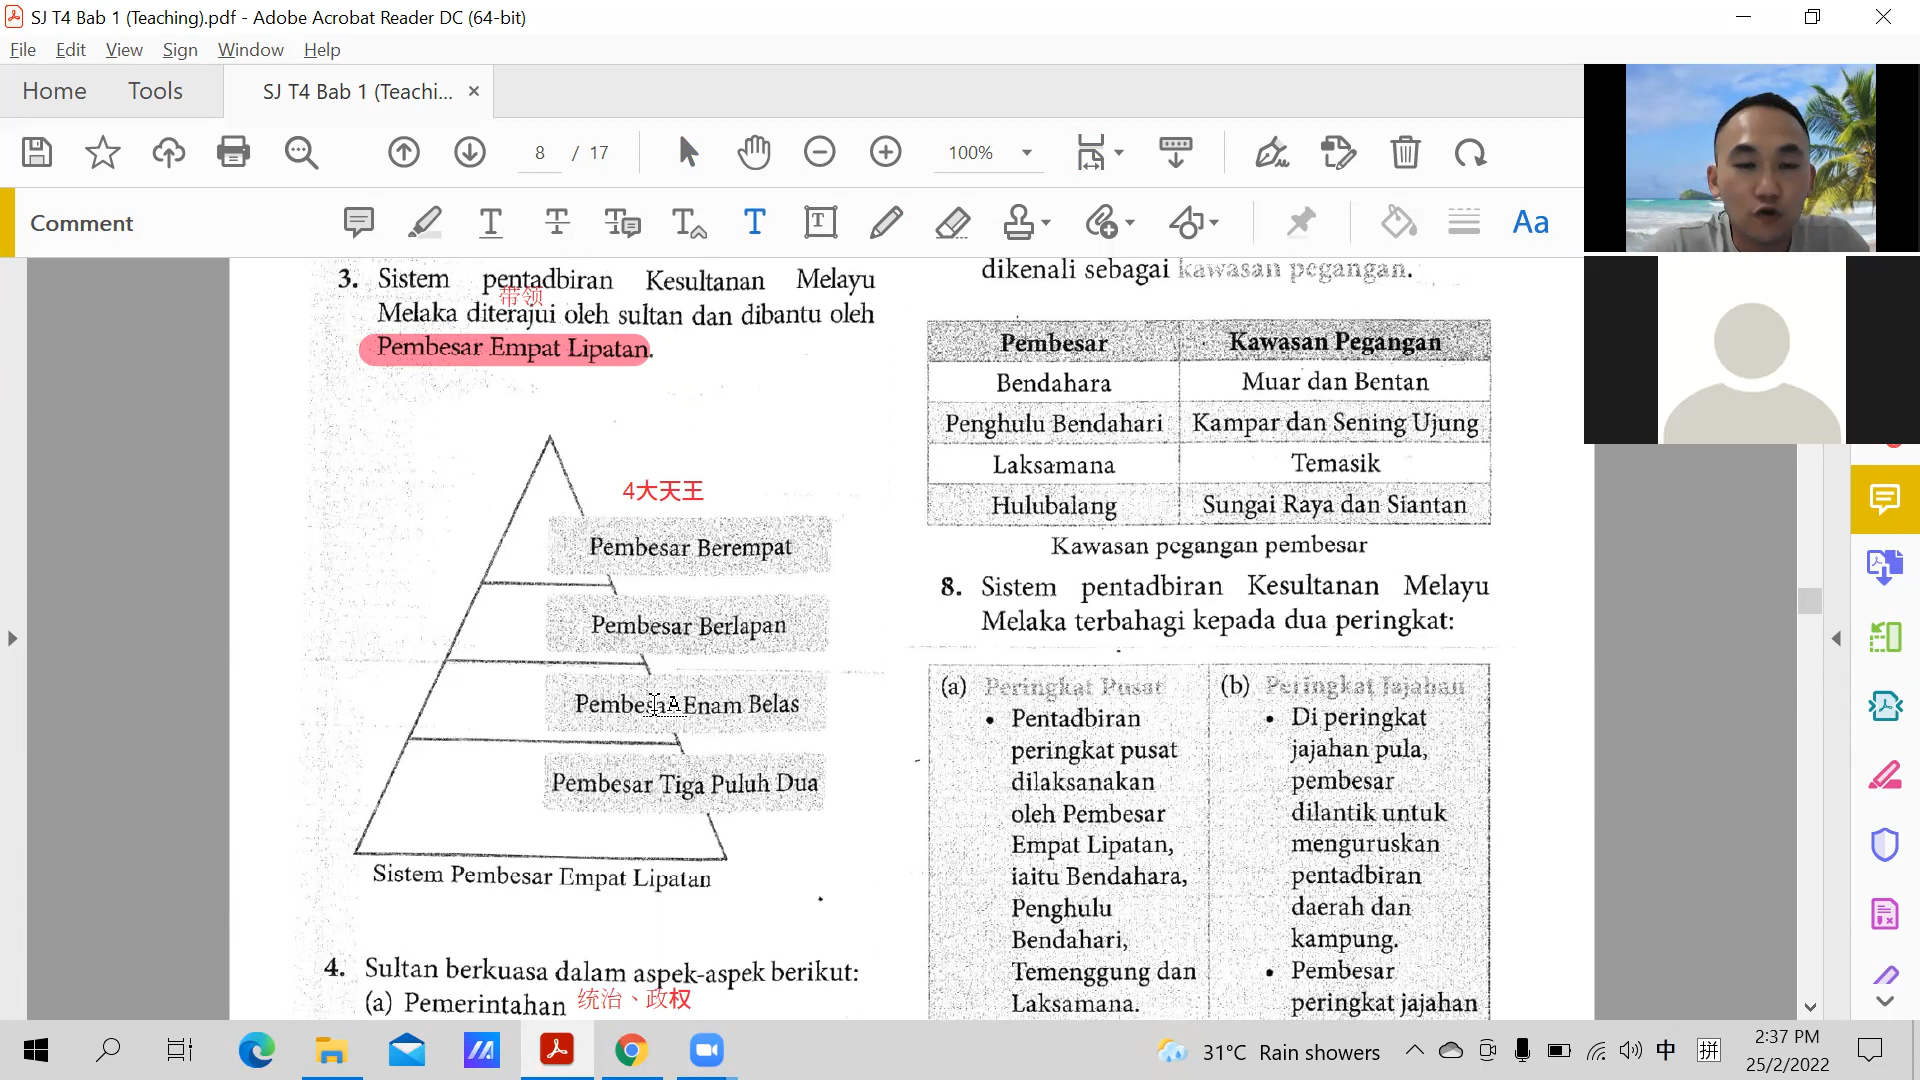 SJ T4 Bab 1 (Teaching).pdf - Adobe Acrobat Reader DC (64-bit)
File Edit View Sign Window Help
Home Tools SJ T4 Bab 1 (Teachi... ×
8 / 17 100%
Comment
3. Sistem pentadbiran Kesultanan Melayu
带领
Melaka diterajui oleh sultan dan dibantu oleh
Pembesar Empat Lipatan.
4大天王
Pembesar Berempat
Pembesar Berlapan
Pembesar Enam Belas
Pembesar Tiga Puluh Dua
Sistem Pembesar Empat Lipatan
4. Sultan berkuasa dalam aspek-aspek berikut:
(a) Pemerintahan 统治、政权
dikenali sebagai kawasan pegangan.
Pembesar Kawasan Pegangan
Bendahara Muar dan Bentan
Penghulu Bendahari Kampar dan Sening Ujung
Laksamana Temasik
Hulubalang Sungai Raya dan Siantan
Kawasan pegangan pembesar
8. Sistem pentadbiran Kesultanan Melayu
Melaka terbahagi kepada dua peringkat:
(a) Peringkat Pusat
• Pentadbiran
peringkat pusat
dilaksanakan
oleh Pembesar
Empat Lipatan,
iaitu Bendahara,
Penghulu
Bendahari,
Temenggung dan
Laksamana.
(b) Peringkat Jajahan
• Di peringkat
jajahan pula,
pembesar
dilantik untuk
menguruskan
pentadbiran
daerah dan
kampung.
• Pembesar
peringkat jajahan
31°C Rain showers
中
拼
2:37 PM
25/2/2022